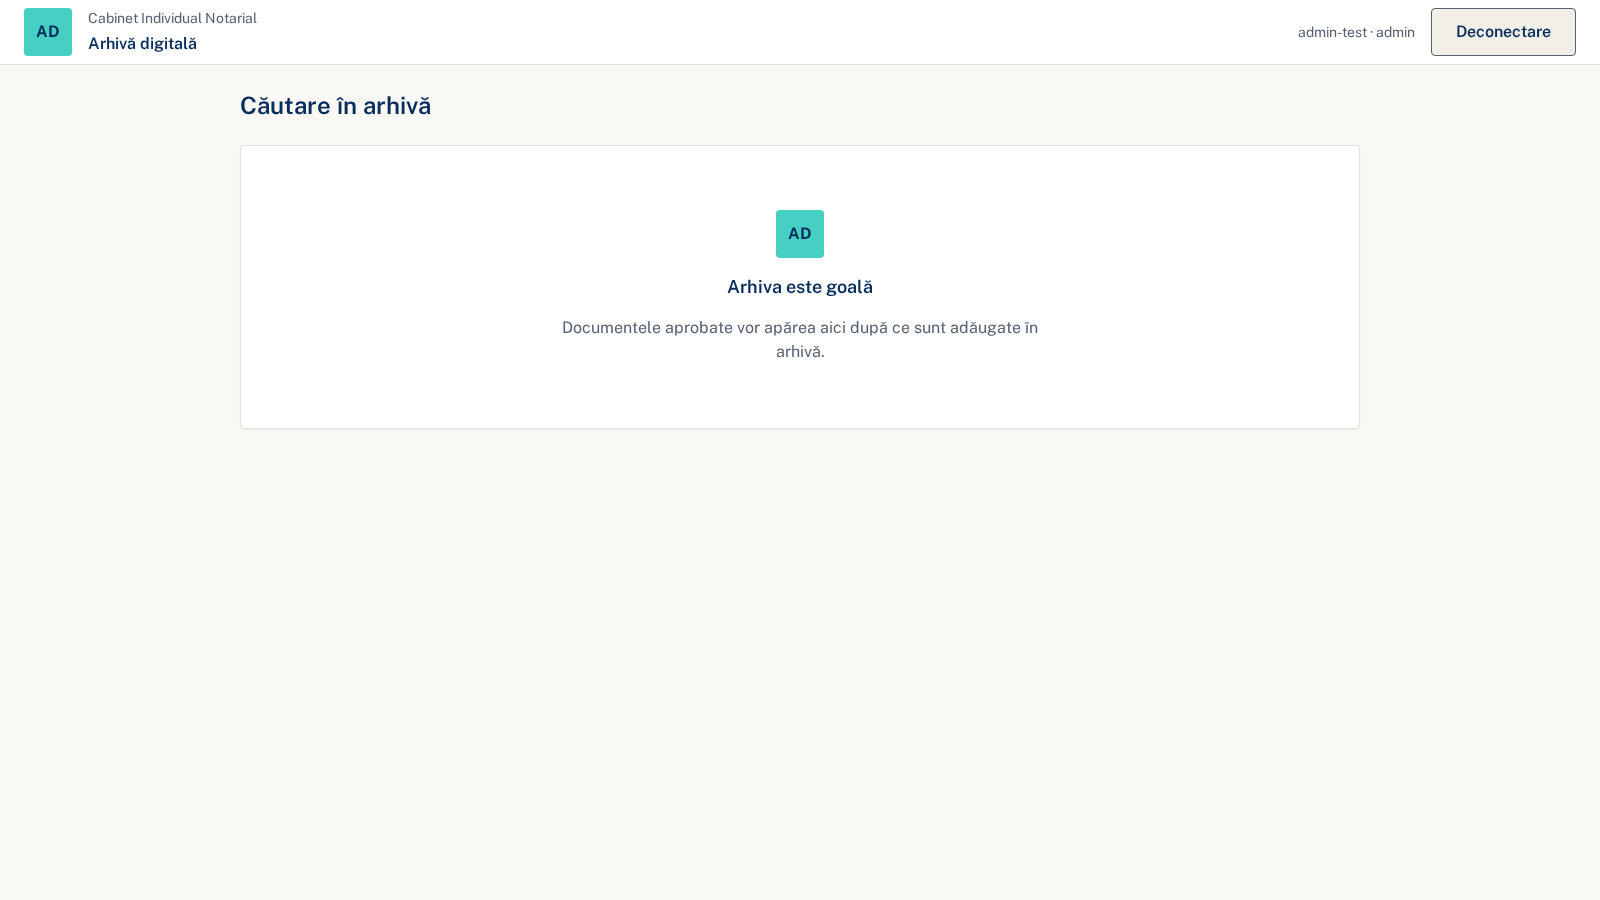 AD
Cabinet Individual Notarial
Arhivă digitală
admin-test · admin
Deconectare
Căutare în arhivă
AD
Arhiva este goală
Documentele aprobate vor apărea aici după ce sunt adăugate în
arhivă.